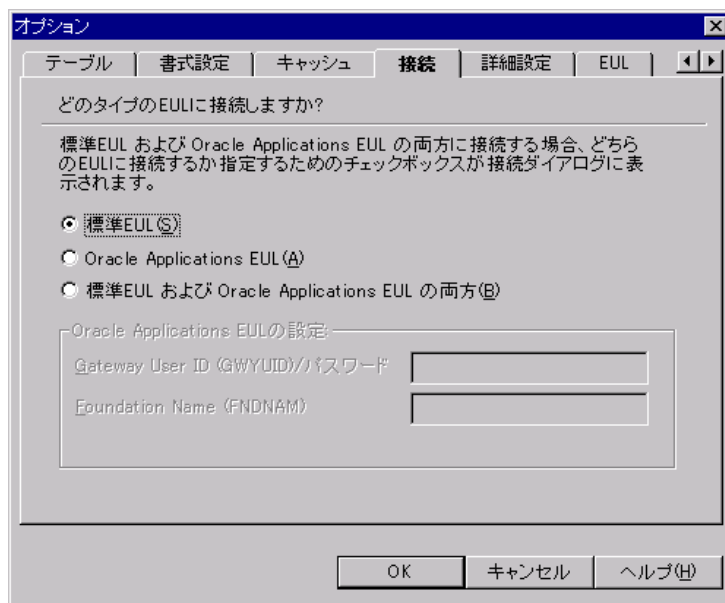 オプション
テーブル 書式設定 キャッシュ 接続 詳細設定 EUL
どのタイプのEULに接続しますか?
標準EUL および Oracle Applications EUL の両方に接続する場合、どちら
のEULに接続するか指定するためのチェックボックスが接続ダイアログに表
示されます。
標準EUL(S)
Oracle Applications EUL(A)
標準EUL および Oracle Applications EUL の両方(B)
Oracle Applications EULの設定:
Gateway User ID (GWYUID)/パスワード
Foundation Name (FNDNAM)
OK キャンセル ヘルプ(H)